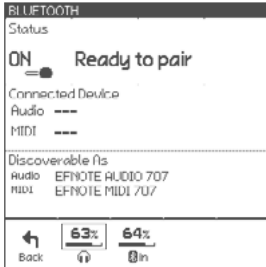 BLUETOOTH
Status
ON Ready to pair
Connected Device
Audio ---
MIDI ---
Discoverable As
Audio EFNOTE AUDIO 707
MIDI EFNOTE MIDI 707
63% 64%
Back In